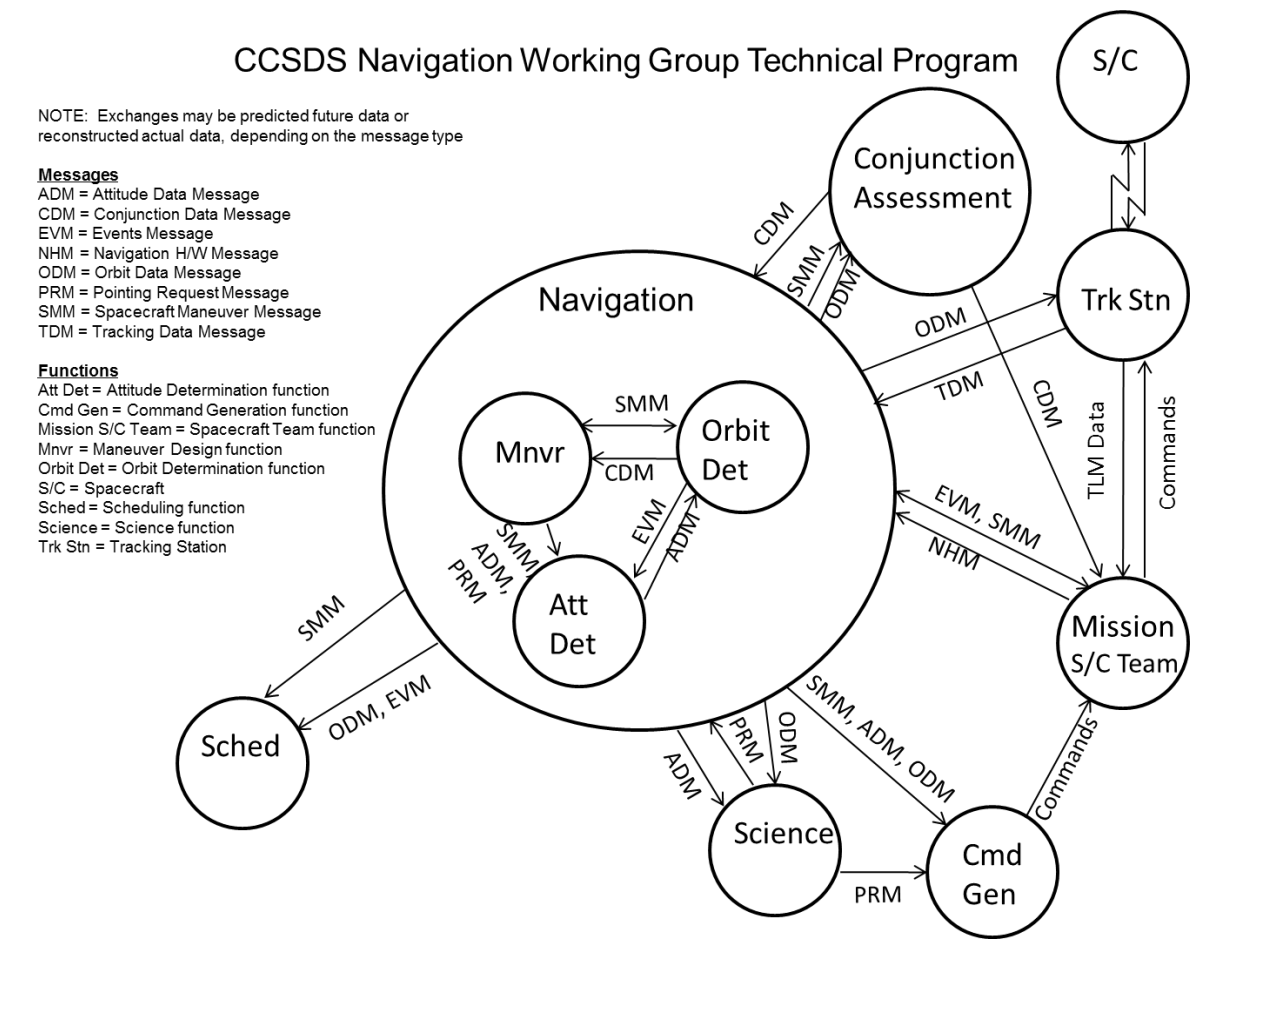 CCSDS Navigation Working Group Technical Program
NOTE:  Exchanges may be predicted future data or
reconstructed actual data, depending on the message type
Messages
ADM = Attitude Data Message
CDM = Conjunction Data Message
EVM = Events Message
NHM = Navigation H/W Message
ODM = Orbit Data Message
PRM = Pointing Request Message
SMM = Spacecraft Maneuver Message
TDM = Tracking Data Message
Functions
Att Det = Attitude Determination function
Cmd Gen = Command Generation function
Mission S/C Team = Spacecraft Team function
Mnvr = Maneuver Design function
Orbit Det = Orbit Determination function
S/C = Spacecraft
Sched = Scheduling function
Science = Science function
Trk Stn = Tracking Station
S/C
Conjunction
Assessment
CDM
SMM
ODM
Navigation
Trk Stn
ODM
TDM
CDM
TLM Data
Commands
SMM
Mnvr
Orbit
Det
CDM
EVM
ADM
SMM,
ADM,
PRM
Att
Det
EVM, SMM
NHM
Mission
S/C Team
SMM
ODM, EVM
Sched
ADM
PRM
ODM
SMM, ADM, ODM
Commands
Science
PRM
Cmd
Gen